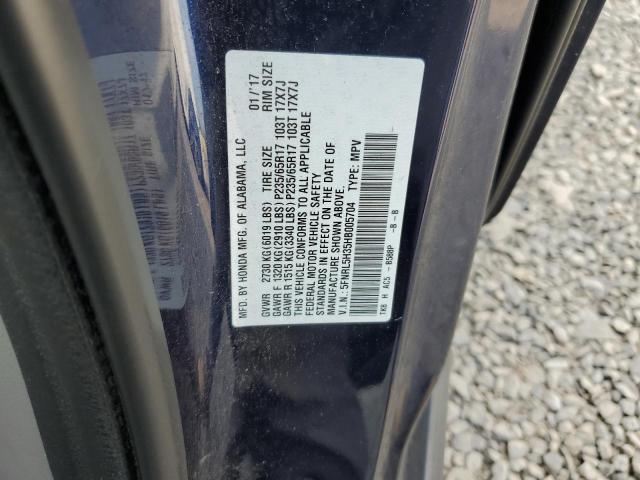 MFD. BY HONDA MFG. OF ALABAMA, LLC 01/'17
GVWR 2730 KG(6019 LBS) TIRE SIZE RIM SIZE
GAWR F 1320 KG(2910 LBS) P235/65R17 103T 17X7J
GAWR R 1515 KG(3340 LBS) P235/65R17 103T 17X7J
THIS VEHICLE CONFORMS TO ALL APPLICABLE
FEDERAL MOTOR VEHICLE SAFETY
STANDARDS IN EFFECT ON THE DATE OF
MANUFACTURE SHOWN ABOVE.
V.I.N.: 5FNRL5H35HB005704 TYPE: MPV
TK8 H AC5 - B588P -B - B -